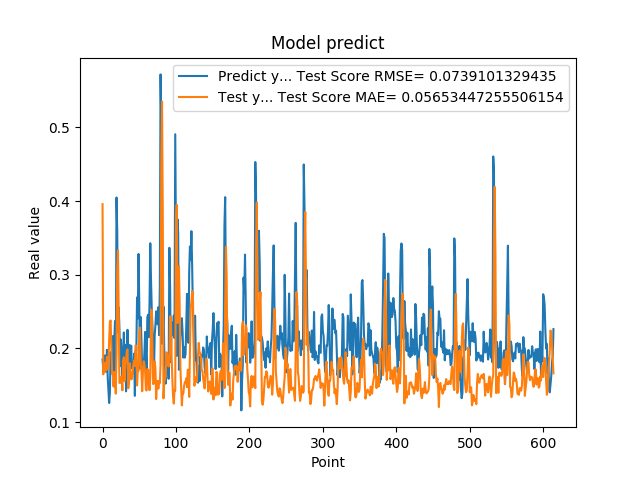 Model predict
Predict y... Test Score RMSE= 0.0739101329435
Test y... Test Score MAE= 0.05653447255506154
Real value
0.5
0.4
0.3
0.2
0.1
0 100 200 300 400 500 600
Point